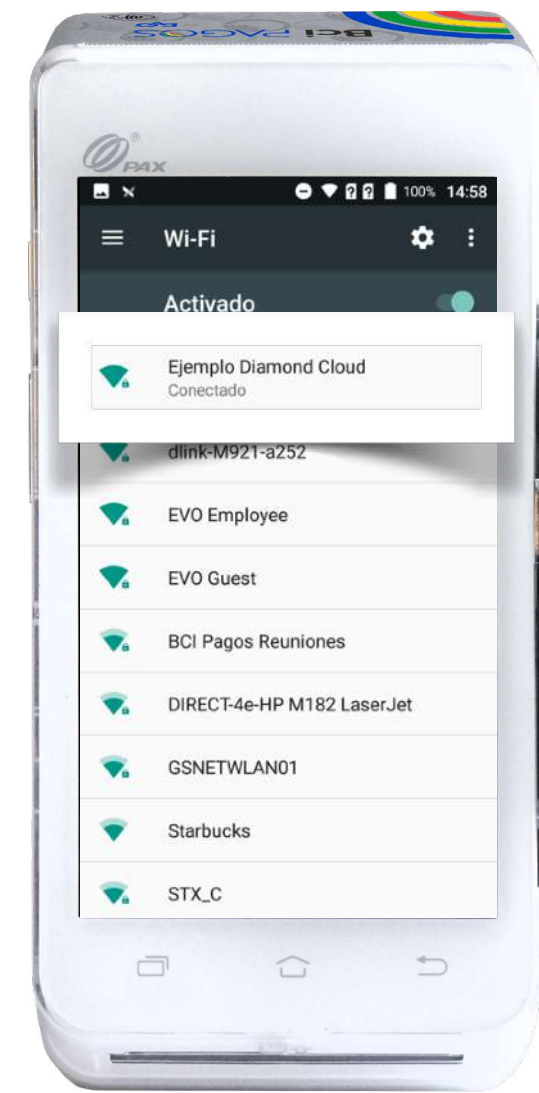 Bci PAGOS
PAX
100% 14:58
Wi-Fi
Activado
Ejemplo Diamond Cloud
Conectado
dlink-M921-a252
EVO Employee
EVO Guest
BCI Pagos Reuniones
DIRECT-4e-HP M182 LaserJet
GSNETWLAN01
Starbucks
STX_C